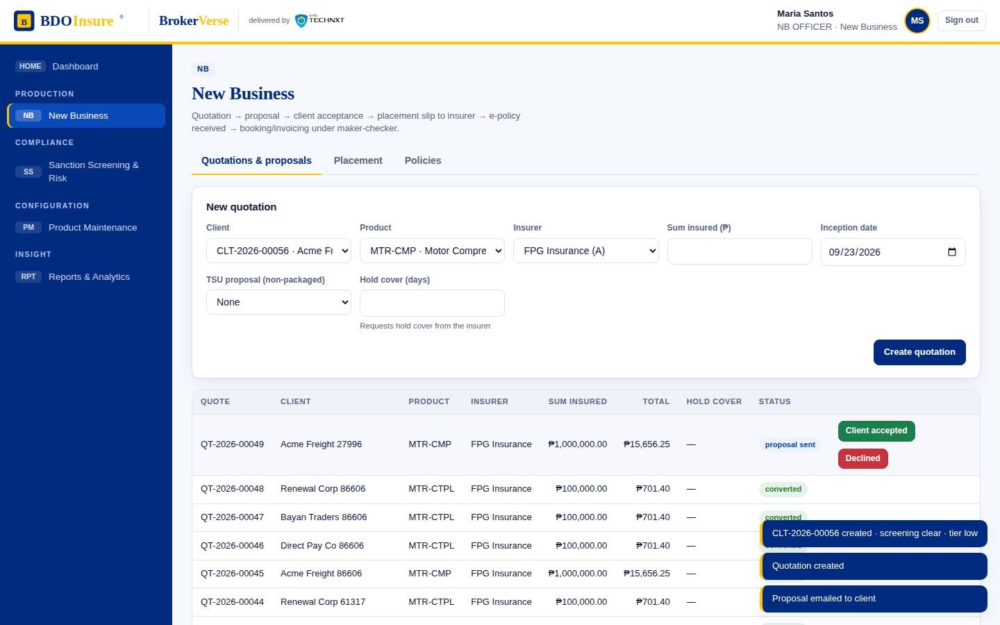 B BDOInsure ®
BrokerVerse
delivered by TECHNXT
Maria Santos
NB OFFICER · New Business
MS
Sign out
HOME Dashboard
PRODUCTION
NB New Business
COMPLIANCE
SS Sanction Screening &
Risk
CONFIGURATION
PM Product Maintenance
INSIGHT
RPT Reports & Analytics
NB
New Business
Quotation → proposal → client acceptance → placement slip to insurer → e-policy
received → booking/invoicing under maker-checker.
Quotations & proposals Placement Policies
New quotation
Client Product Insurer Sum insured (₱) Inception date
CLT-2026-00056 · Acme Fr MTR-CMP · Motor Compre FPG Insurance (A) 09/23/2026
TSU proposal (non-packaged) Hold cover (days)
None
Requests hold cover from the insurer
Create quotation
QUOTE CLIENT PRODUCT INSURER SUM INSURED TOTAL HOLD COVER STATUS
QT-2026-00049 Acme Freight 27996 MTR-CMP FPG Insurance ₱1,000,000.00 ₱15,656.25 — proposal sent Client accepted
Declined
QT-2026-00048 Renewal Corp 86606 MTR-CTPL FPG Insurance ₱100,000.00 ₱701.40 — converted
QT-2026-00047 Bayan Traders 86606 MTR-CTPL FPG Insurance ₱100,000.00 ₱701.40 — converted
QT-2026-00046 Direct Pay Co 86606 MTR-CTPL FPG Insurance ₱100,000.00 ₱701.40 —
QT-2026-00045 Acme Freight 86606 MTR-CMP FPG Insurance ₱1,000,000.00 ₱15,656.25 —
QT-2026-00044 Renewal Corp 61317 MTR-CTPL FPG Insurance ₱100,000.00 ₱701.40 —
CLT-2026-00056 created · screening clear · tier low
Quotation created
Proposal emailed to client